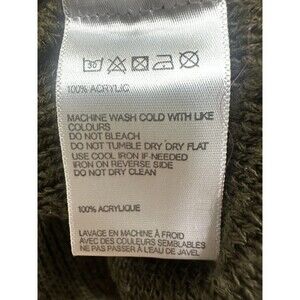 30
100% ACRYLIC
MACHINE WASH COLD WITH LIKE
COLOURS
DO NOT BLEACH
DO NOT TUMBLE DRY DRY FLAT
USE COOL IRON IF NEEDED
IRON ON REVERSE SIDE
DO NOT DRY CLEAN
100% ACRYLIQUE
LAVAGE EN MACHINE À FROID
AVEC DES COULEURS SEMBLABLES
NE PAS PASSER À L'EAU DE JAVEL